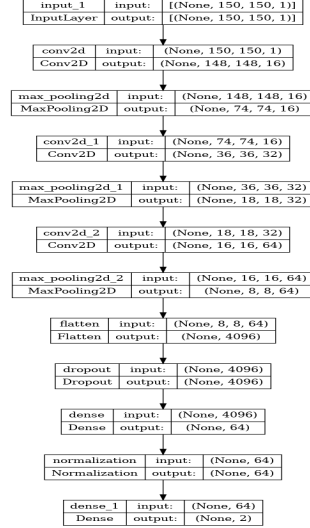 input_1 input: [(None, 150, 150, 1)]
InputLayer output: [(None, 150, 150, 1)]
conv2d input: (None, 150, 150, 1)
Conv2D output: (None, 148, 148, 16)
max_pooling2d input: (None, 148, 148, 16)
MaxPooling2D output: (None, 74, 74, 16)
conv2d_1 input: (None, 74, 74, 16)
Conv2D output: (None, 36, 36, 32)
max_pooling2d_1 input: (None, 36, 36, 32)
MaxPooling2D output: (None, 18, 18, 32)
conv2d_2 input: (None, 18, 18, 32)
Conv2D output: (None, 16, 16, 64)
max_pooling2d_2 input: (None, 16, 16, 64)
MaxPooling2D output: (None, 8, 8, 64)
flatten input: (None, 8, 8, 64)
Flatten output: (None, 4096)
dropout input: (None, 4096)
Dropout output: (None, 4096)
dense input: (None, 4096)
Dense output: (None, 64)
normalization input: (None, 64)
Normalization output: (None, 64)
dense_1 input: (None, 64)
Dense output: (None, 2)